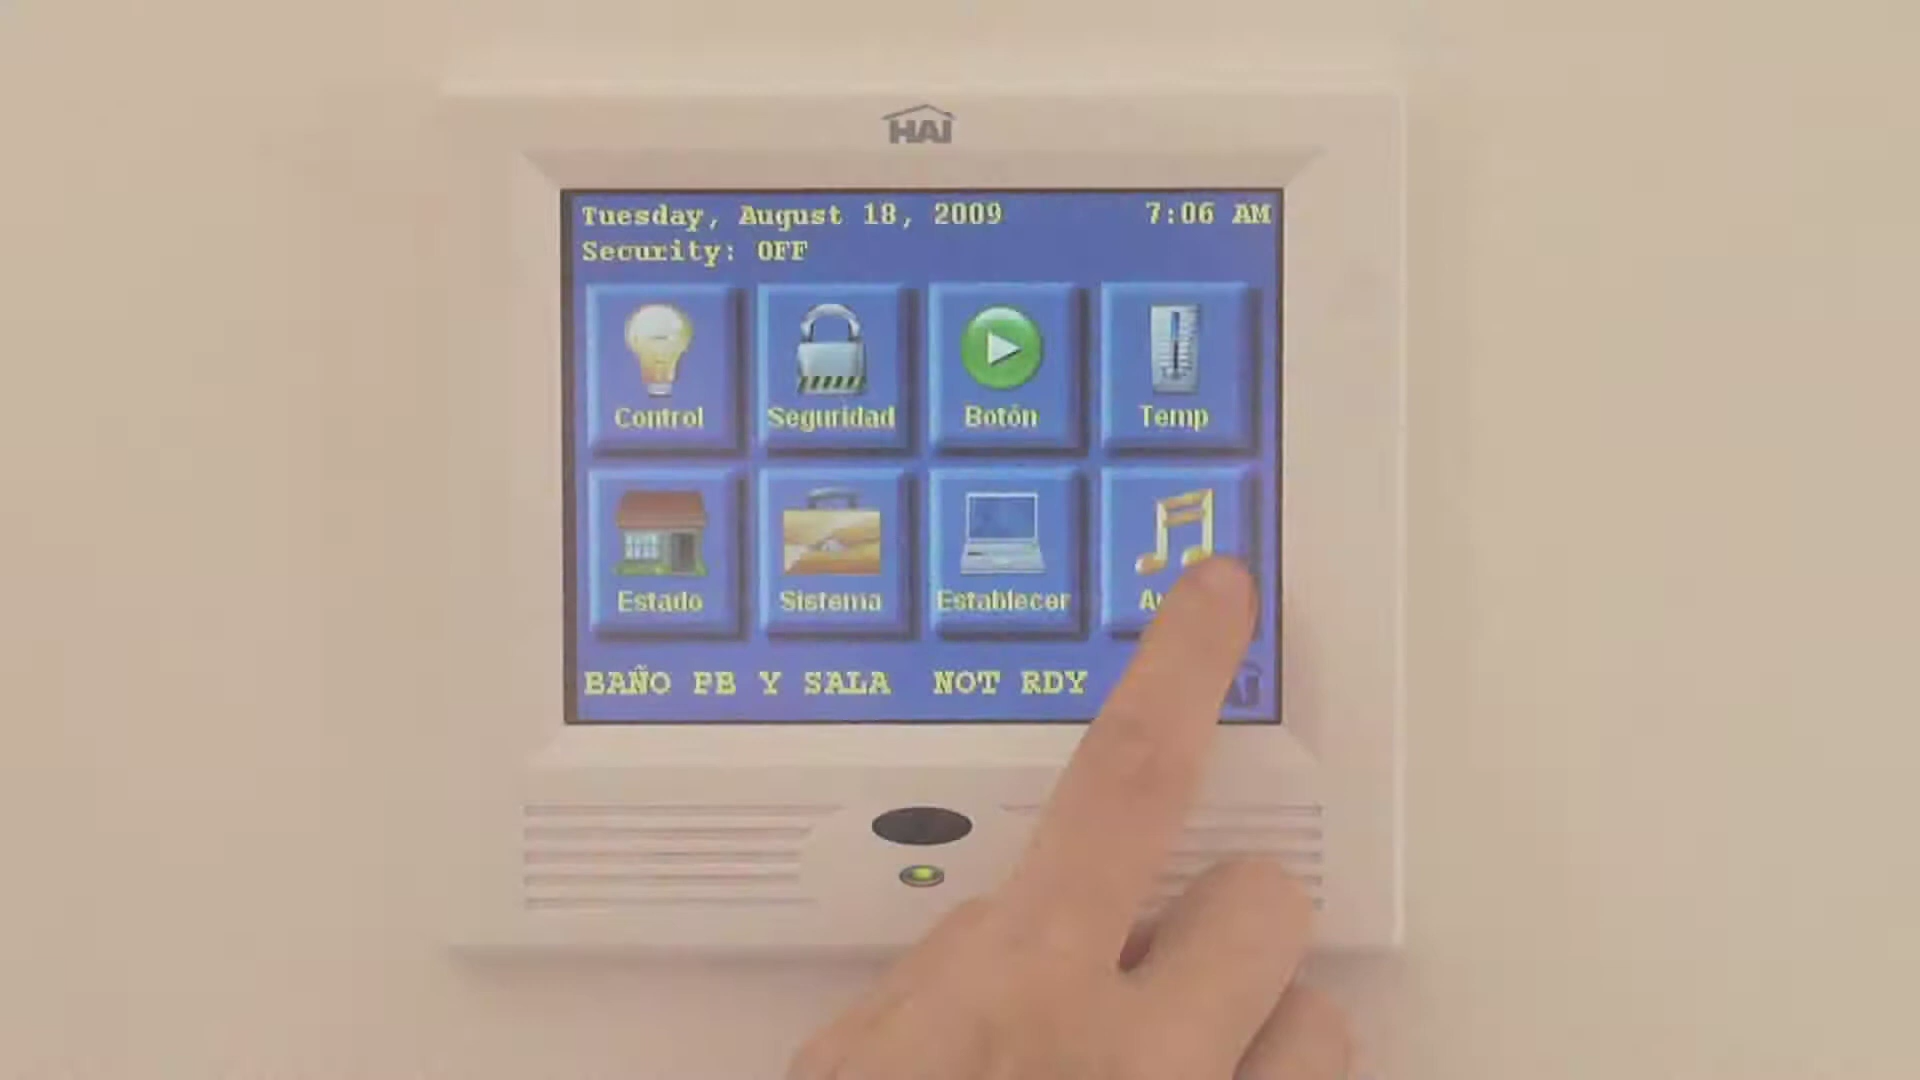 HAI
Tuesday, August 18, 2009 7:06 AM
Security: OFF
Control Seguridad Botón Temp
Estado Sistema Establecer
BAÑO PB Y SALA NOT RDY